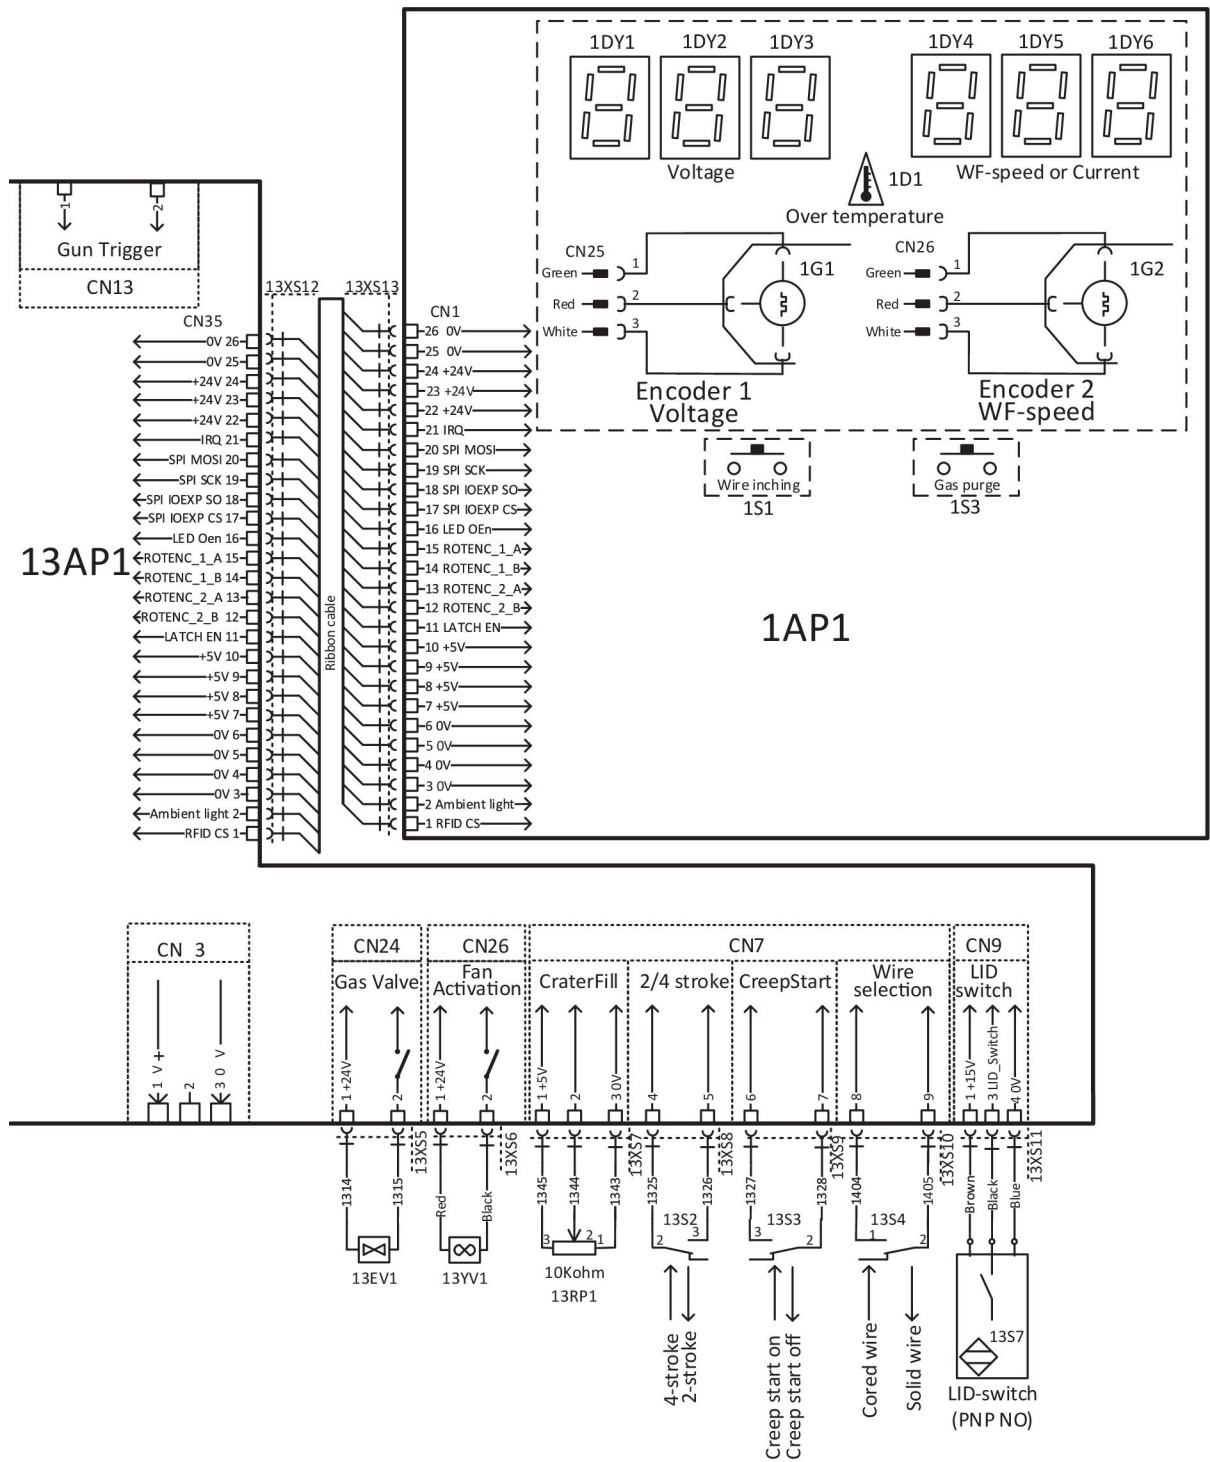 1DY1 1DY2 1DY3
1DY4 1DY5 1DY6
Voltage
WF-speed or Current
1D1
Over temperature
CN25
Green 1
Red 2
White 3
1G1
Encoder 1
Voltage
CN26
Green 1
Red 2
White 3
1G2
Encoder 2
WF-speed
Wire inching
1S1
Gas purge
1S3
1AP1
1 2
Gun Trigger
CN13
13XS12
13XS13
CN35
0V 26
0V 25
+24V 24
+24V 23
+24V 22
IRQ 21
SPI MOSI 20
SPI SCK 19
SPI IOEXP SO 18
SPI IOEXP CS 17
LED Oen 16
ROTENC_1_A 15
ROTENC_1_B 14
ROTENC_2_A 13
ROTENC_2_B 12
LATCH EN 11
+5V 10
+5V 9
+5V 8
+5V 7
0V 6
0V 5
0V 4
0V 3
Ambient light 2
RFID CS 1
13AP1
Ribbon cable
CN1
26 0V
25 0V
24 +24V
23 +24V
22 +24V
21 IRQ
20 SPI MOSI
19 SPI SCK
18 SPI IOEXP SO
17 SPI IOEXP CS
16 LED OEn
15 ROTENC_1_A
14 ROTENC_1_B
13 ROTENC_2_A
12 ROTENC_2_B
11 LATCH EN
10 +5V
9 +5V
8 +5V
7 +5V
6 0V
5 0V
4 0V
3 0V
2 Ambient light
1 RFID CS
CN 3
1 V +
2
3 0 V
CN24
Gas Valve
1 +24V
2
13XS5
1314
1315
13EV1
CN26
Fan
Activation
1 +24V
2
13XS6
Red
Black
13YV1
CN7
CraterFill
1 +5V
2
3 0V
13XS7
1345
1344
1343
3 2 1
10Kohm
13RP1
2/4 stroke
4
5
13XS8
1325
1326
13S2
2 3
4-stroke
2-stroke
CreepStart
6
7
13XS9
1327
1328
13S3
3 2
Creep start on
Creep start off
Wire
selection
8
9
13XS10
1404
1405
13S4
1 2
Cored wire
Solid wire
CN9
LID
switch
1 +15V
3 LID_Switch
4 0V
13XS11
Brown
Black
Blue
13S7
LID-switch
(PNP NO)